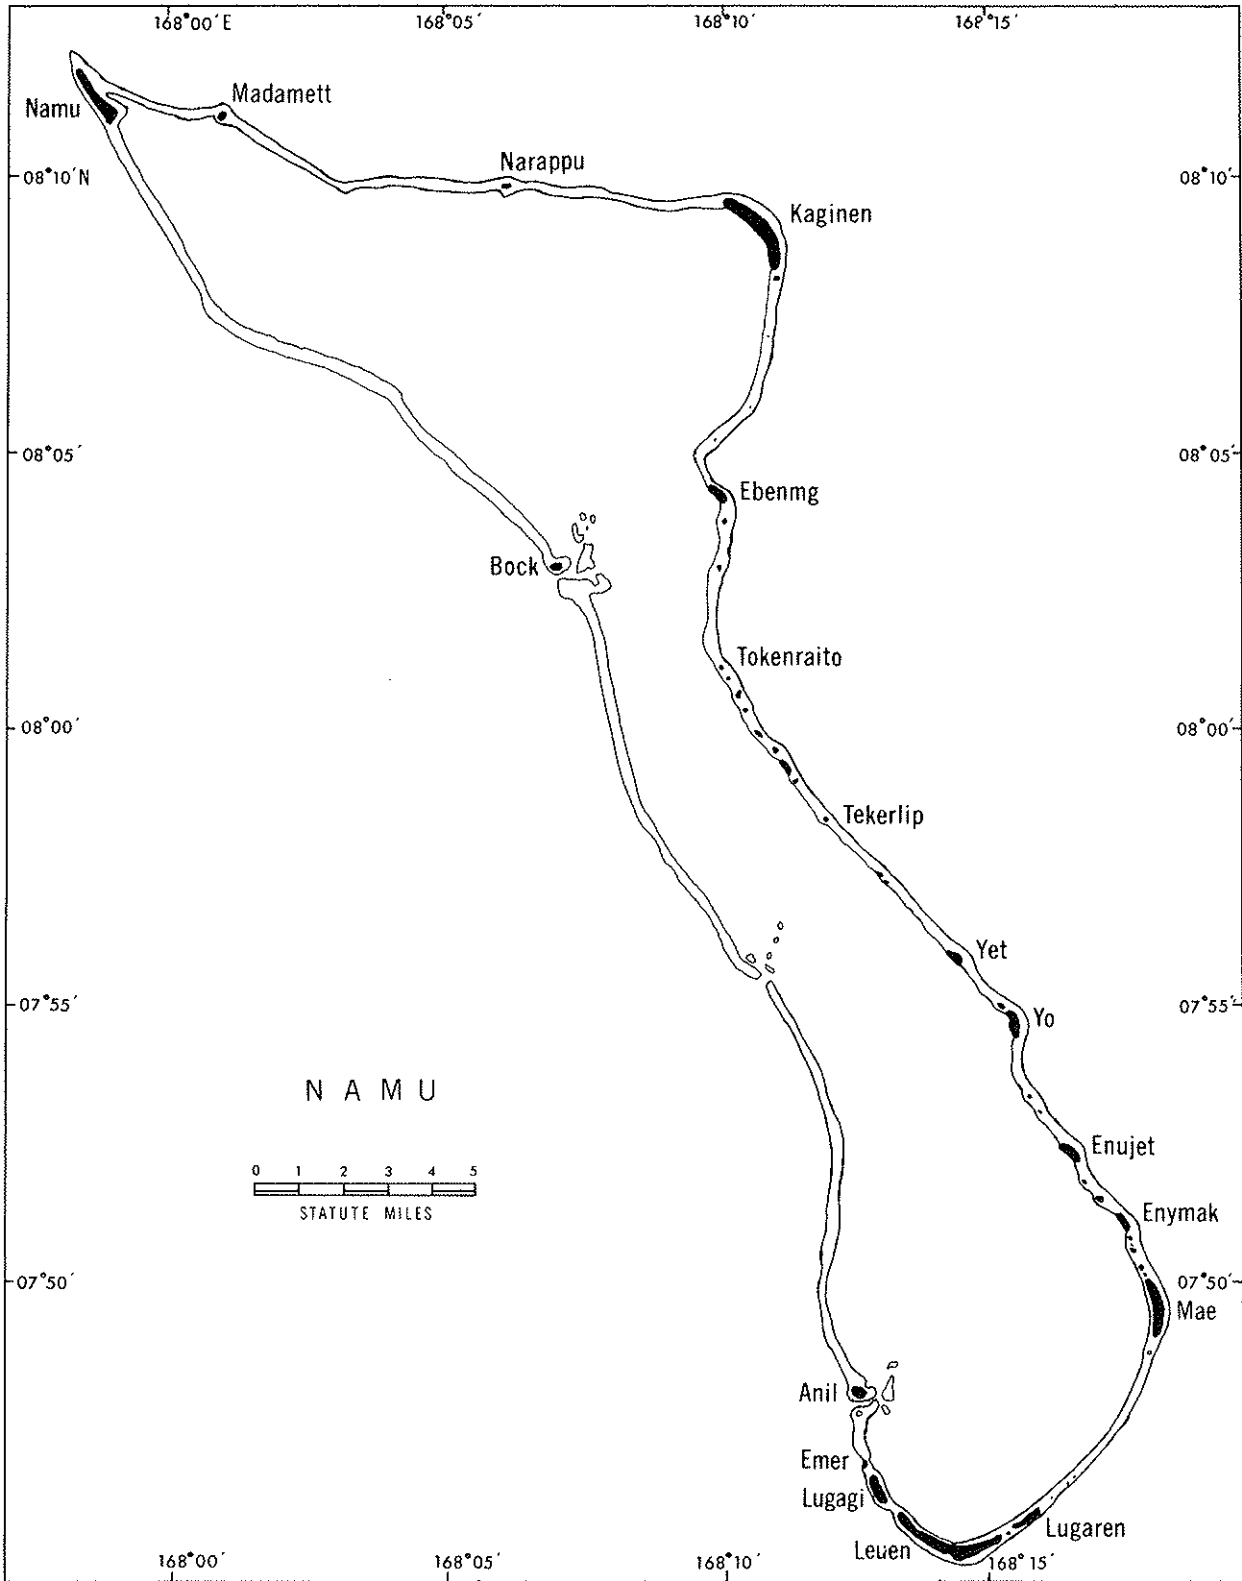 168°00′ E 168°05′ 168°10′ 168°15′
Madamett
Namu
Narappu
08°10′N 08°10′
Kaginen
08°05′ 08°05′
Ebenmg
Bock
Tokenraito
08°00′ 08°00′
Tekerlip
Yet
07°55′ 07°55′
Yo
NAMU
Enujet
0 1 2 3 4 5
STATUTE MILES
Enymak
07°50′ 07°50′
Mae
Anil
Emer
Lugagi
Lugaren
Leuen
168°00′ 168°05′ 168°10′ 168°15′